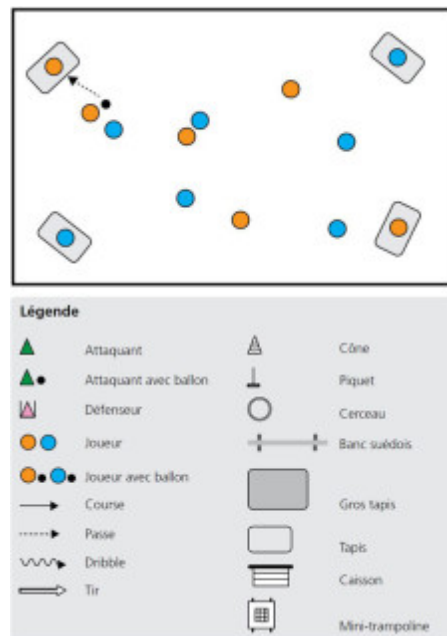 Légende
Attaquant
Attaquant avec ballon
Défenseur
Joueur
Joueur avec ballon
Course
Passe
Dribble
Tir
Cône
Piquet
Cerceau
Banc suédois
Gros tapis
Tapis
Caisson
Mini-trampoline